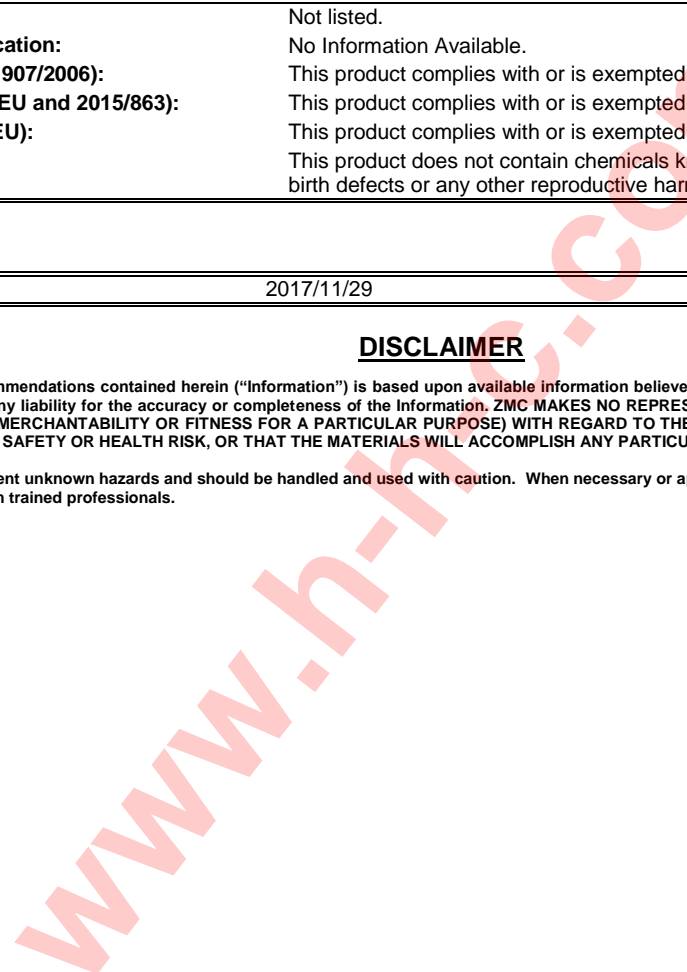 Not listed.
cation: No Information Available.
907/2006): This product complies with or is exempted
EU and 2015/863): This product complies with or is exempted
EU): This product complies with or is exempted
This product does not contain chemicals k
birth defects or any other reproductive har
2017/11/29
DISCLAIMER
mmendations contained herein (“Information”) is based upon available information believe
ny liability for the accuracy or completeness of the Information. ZMC MAKES NO REPRES
MERCHANTABILITY OR FITNESS FOR A PARTICULAR PURPOSE) WITH REGARD TO THE
SAFETY OR HEALTH RISK, OR THAT THE MATERIALS WILL ACCOMPLISH ANY PARTICU
ent unknown hazards and should be handled and used with caution. When necessary or a
n trained professionals.
www.h-h-c.co